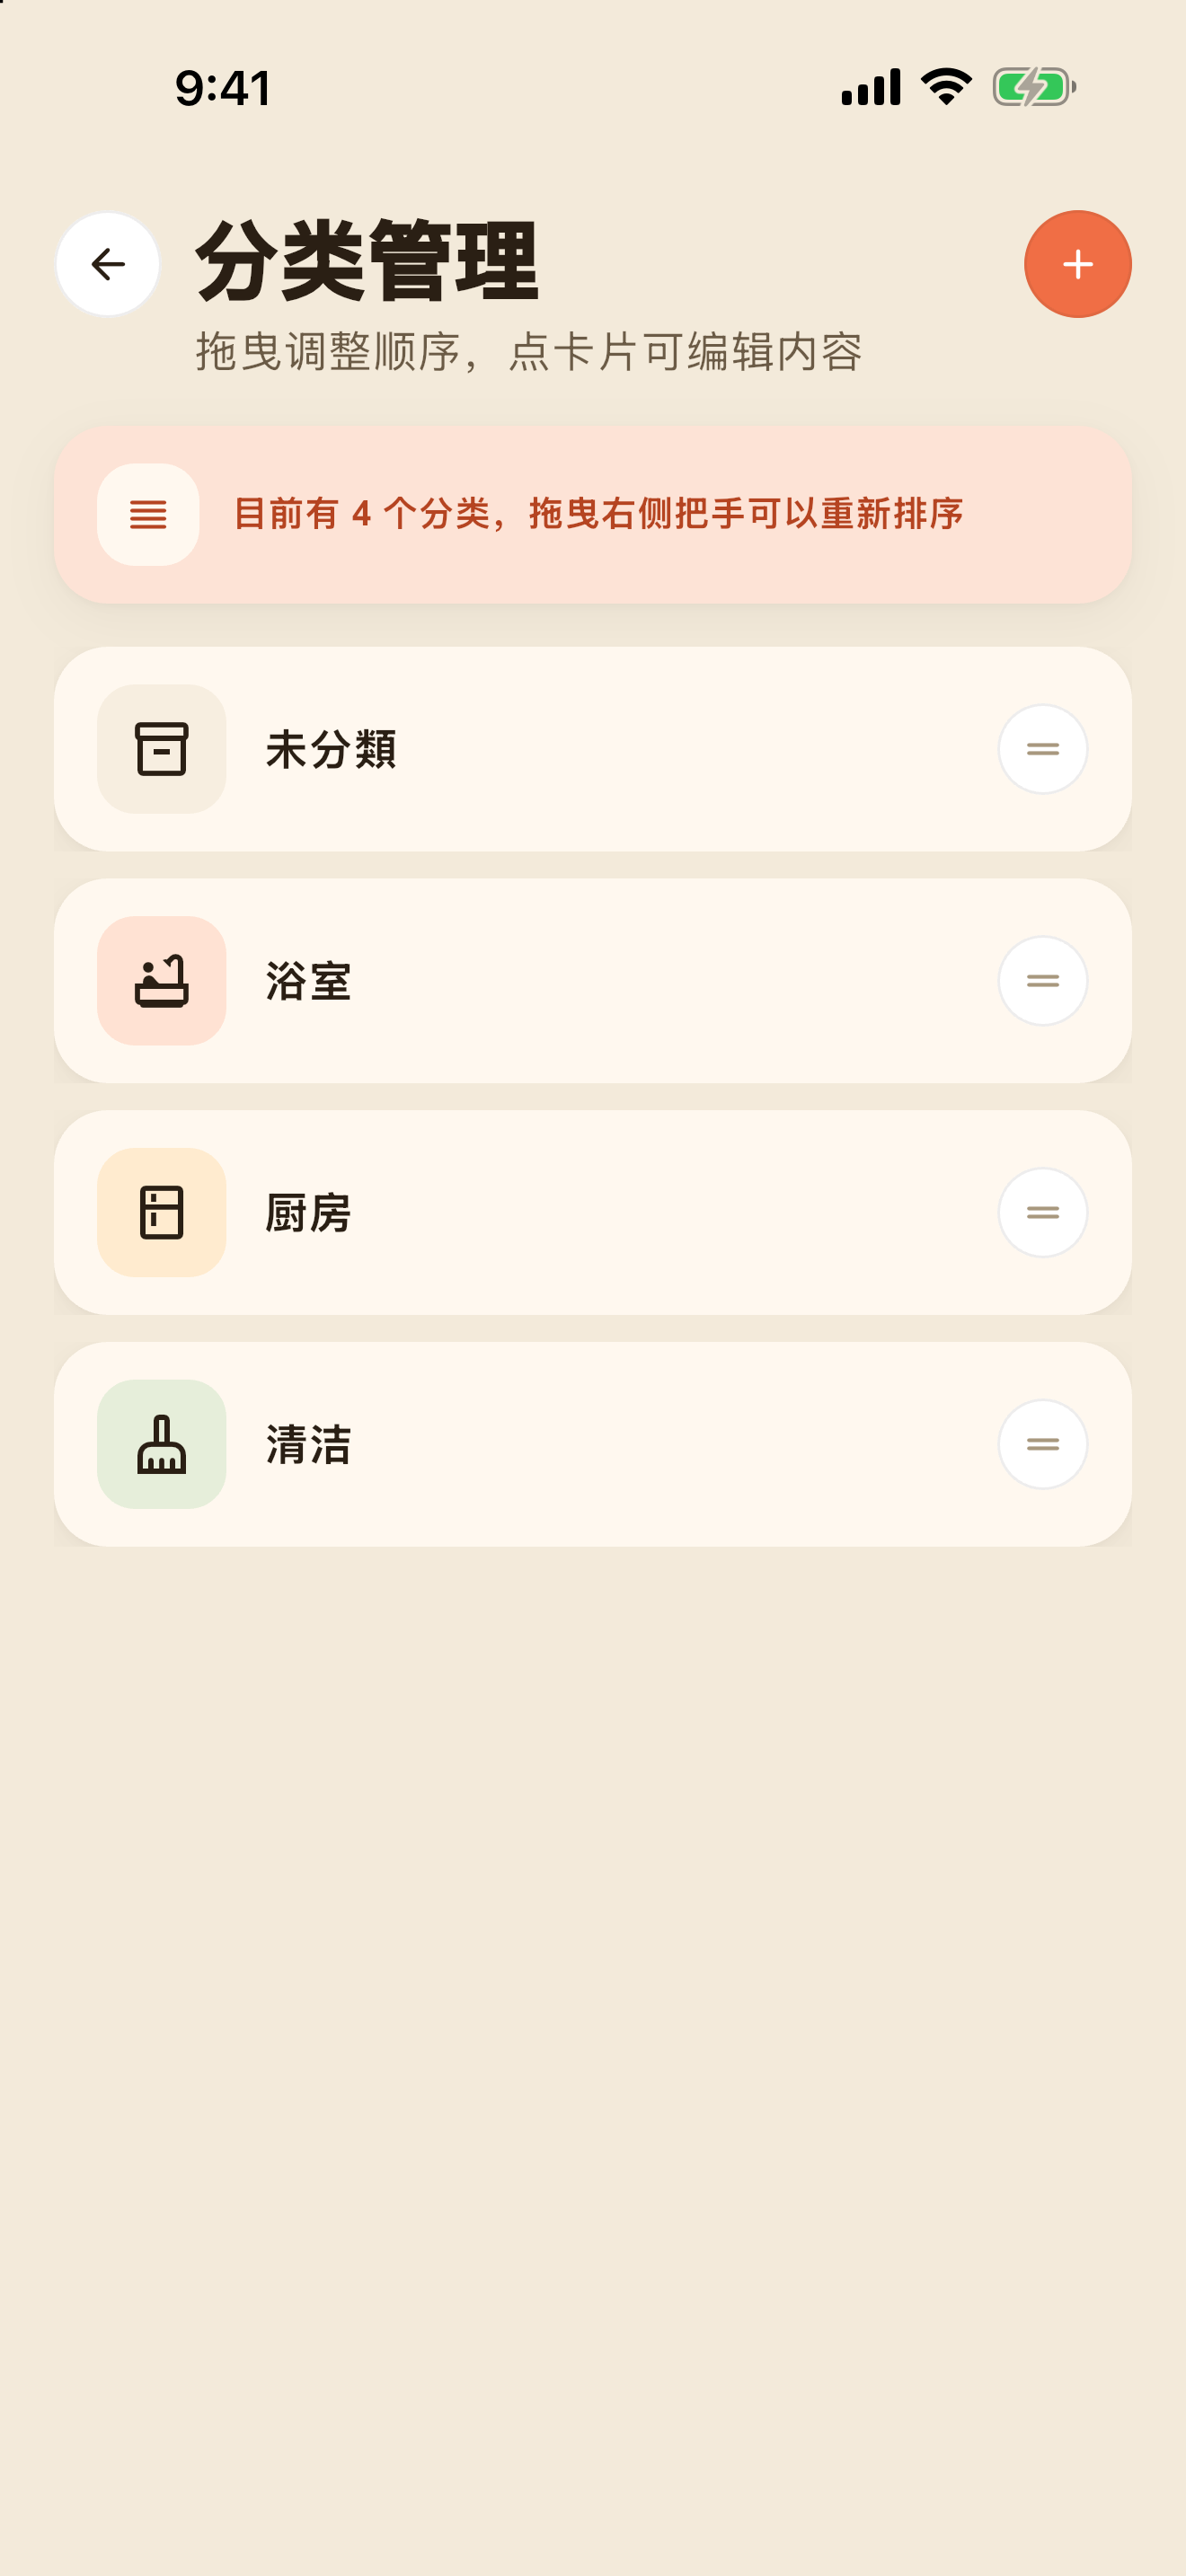 9:41
分类管理
拖曳调整顺序，点卡片可编辑内容
目前有 4 个分类，拖曳右侧把手可以重新排序
未分類
浴室
厨房
清洁